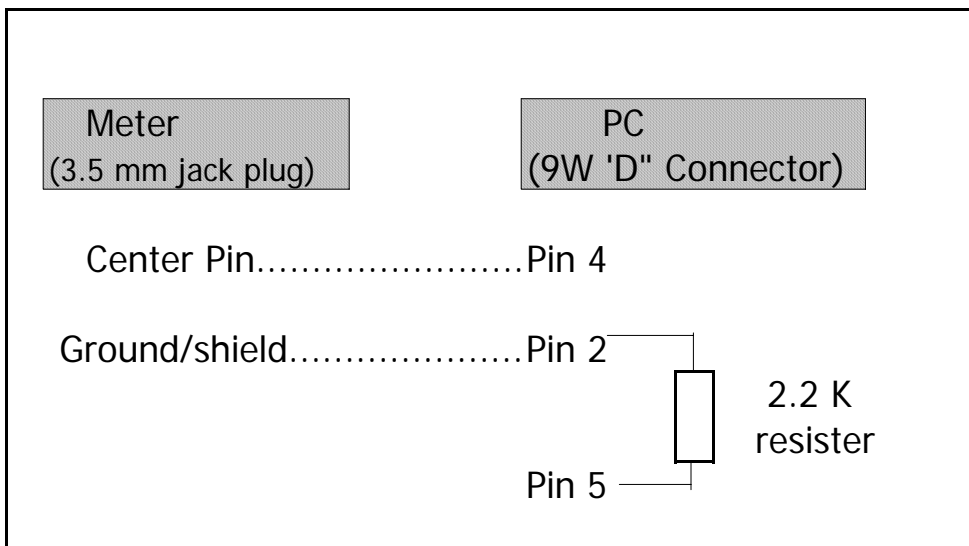 Meter
(3.5 mm jack plug)
PC
(9W 'D" Connector)
Center Pin........................Pin 4
Ground/shield.....................Pin 2
2.2 K
resister
Pin 5